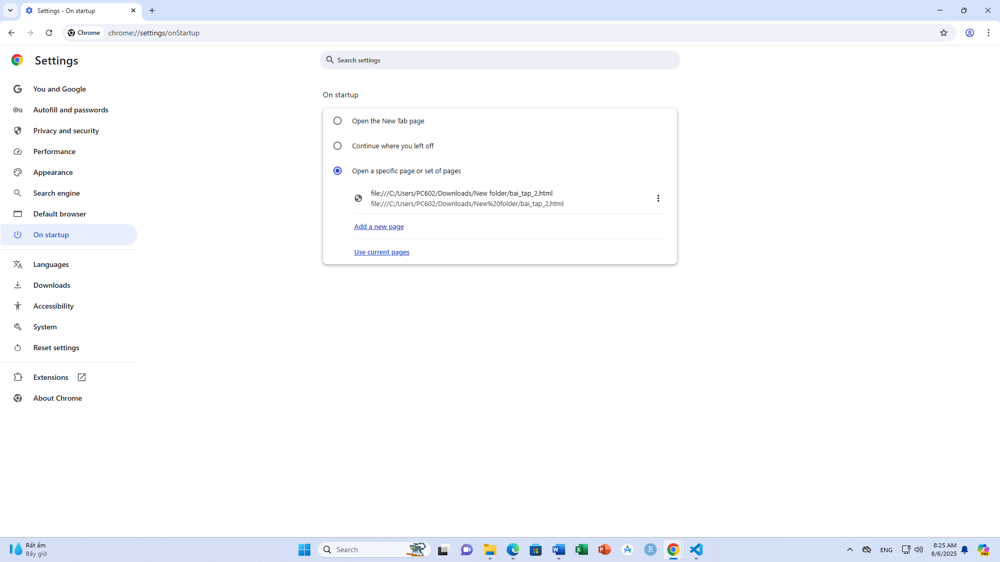 Settings - On startup
Chrome
chrome://settings/onStartup
Settings
Search settings
You and Google
Autofill and passwords
Privacy and security
Performance
Appearance
Search engine
Default browser
On startup
Languages
Downloads
Accessibility
System
Reset settings
Extensions
About Chrome
On startup
Open the New Tab page
Continue where you left off
Open a specific page or set of pages
file:///C:/Users/PC602/Downloads/New folder/bai_tap_2.html
file:///C:/Users/PC602/Downloads/New%20folder/bai_tap_2.html
Add a new page
Use current pages
Rất ẩm
Bây giờ
Search
ENG
8:25 AM
8/6/2025
PRE